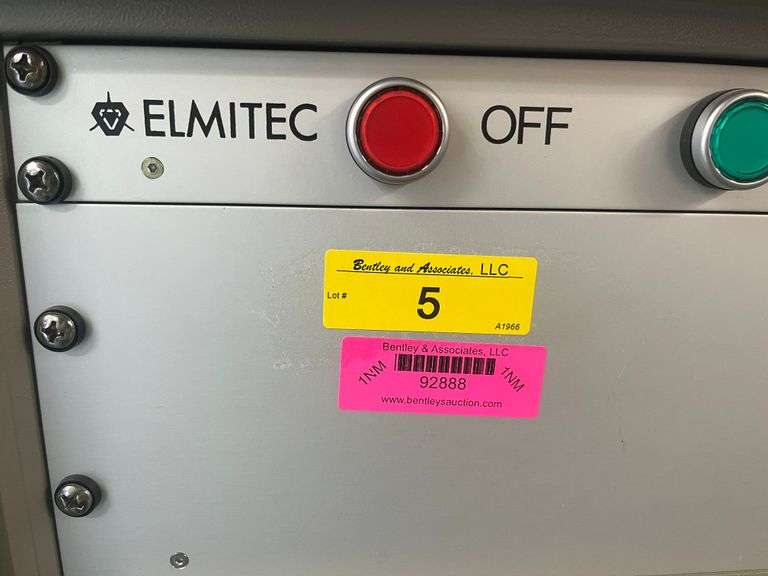 ELMITEC
OFF
Bentley and Associates, LLC
Lot #
5
A1966
Bentley & Associates, LLC
1NM
1NM
92888
www.bentleysauction.com